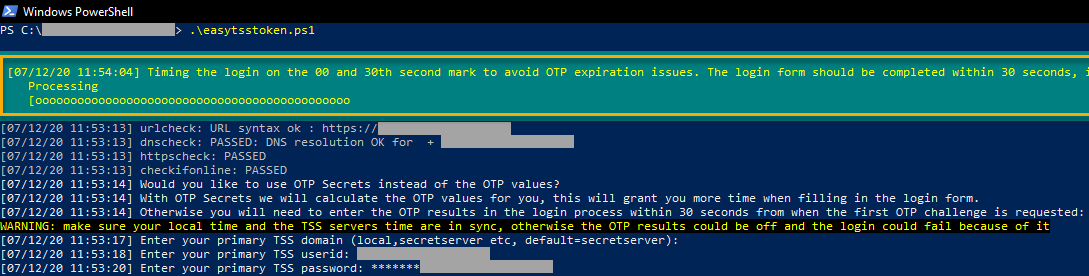 Windows PowerShell
PS C:\ > .\easytsstoken.ps1
[07/12/20 11:54:04] Timing the login on the 00 and 30th second mark to avoid OTP expiration issues. The login form should be completed within 30 seconds, i
Processing
[ooooooooooooooooooooooooooooooooooooooooooooo
[07/12/20 11:53:13] urlcheck: URL syntax ok : https://
[07/12/20 11:53:13] dnscheck: PASSED: DNS resolution OK for  +
[07/12/20 11:53:13] httpscheck: PASSED
[07/12/20 11:53:13] checkifonline: PASSED
[07/12/20 11:53:14] Would you like to use OTP Secrets instead of the OTP values?
[07/12/20 11:53:14] With OTP Secrets we will calculate the OTP values for you, this will grant you more time when filling in the login form.
[07/12/20 11:53:14] Otherwise you will need to enter the OTP results in the login process within 30 seconds from when the first OTP challenge is requested:
WARNING: make sure your local time and the TSS servers time are in sync, otherwise the OTP results could be off and the login could fail because of it
[07/12/20 11:53:17] Enter your primary TSS domain (local,secretserver etc, default=secretserver):
[07/12/20 11:53:18] Enter your primary TSS userid:
[07/12/20 11:53:20] Enter your primary TSS password: *******